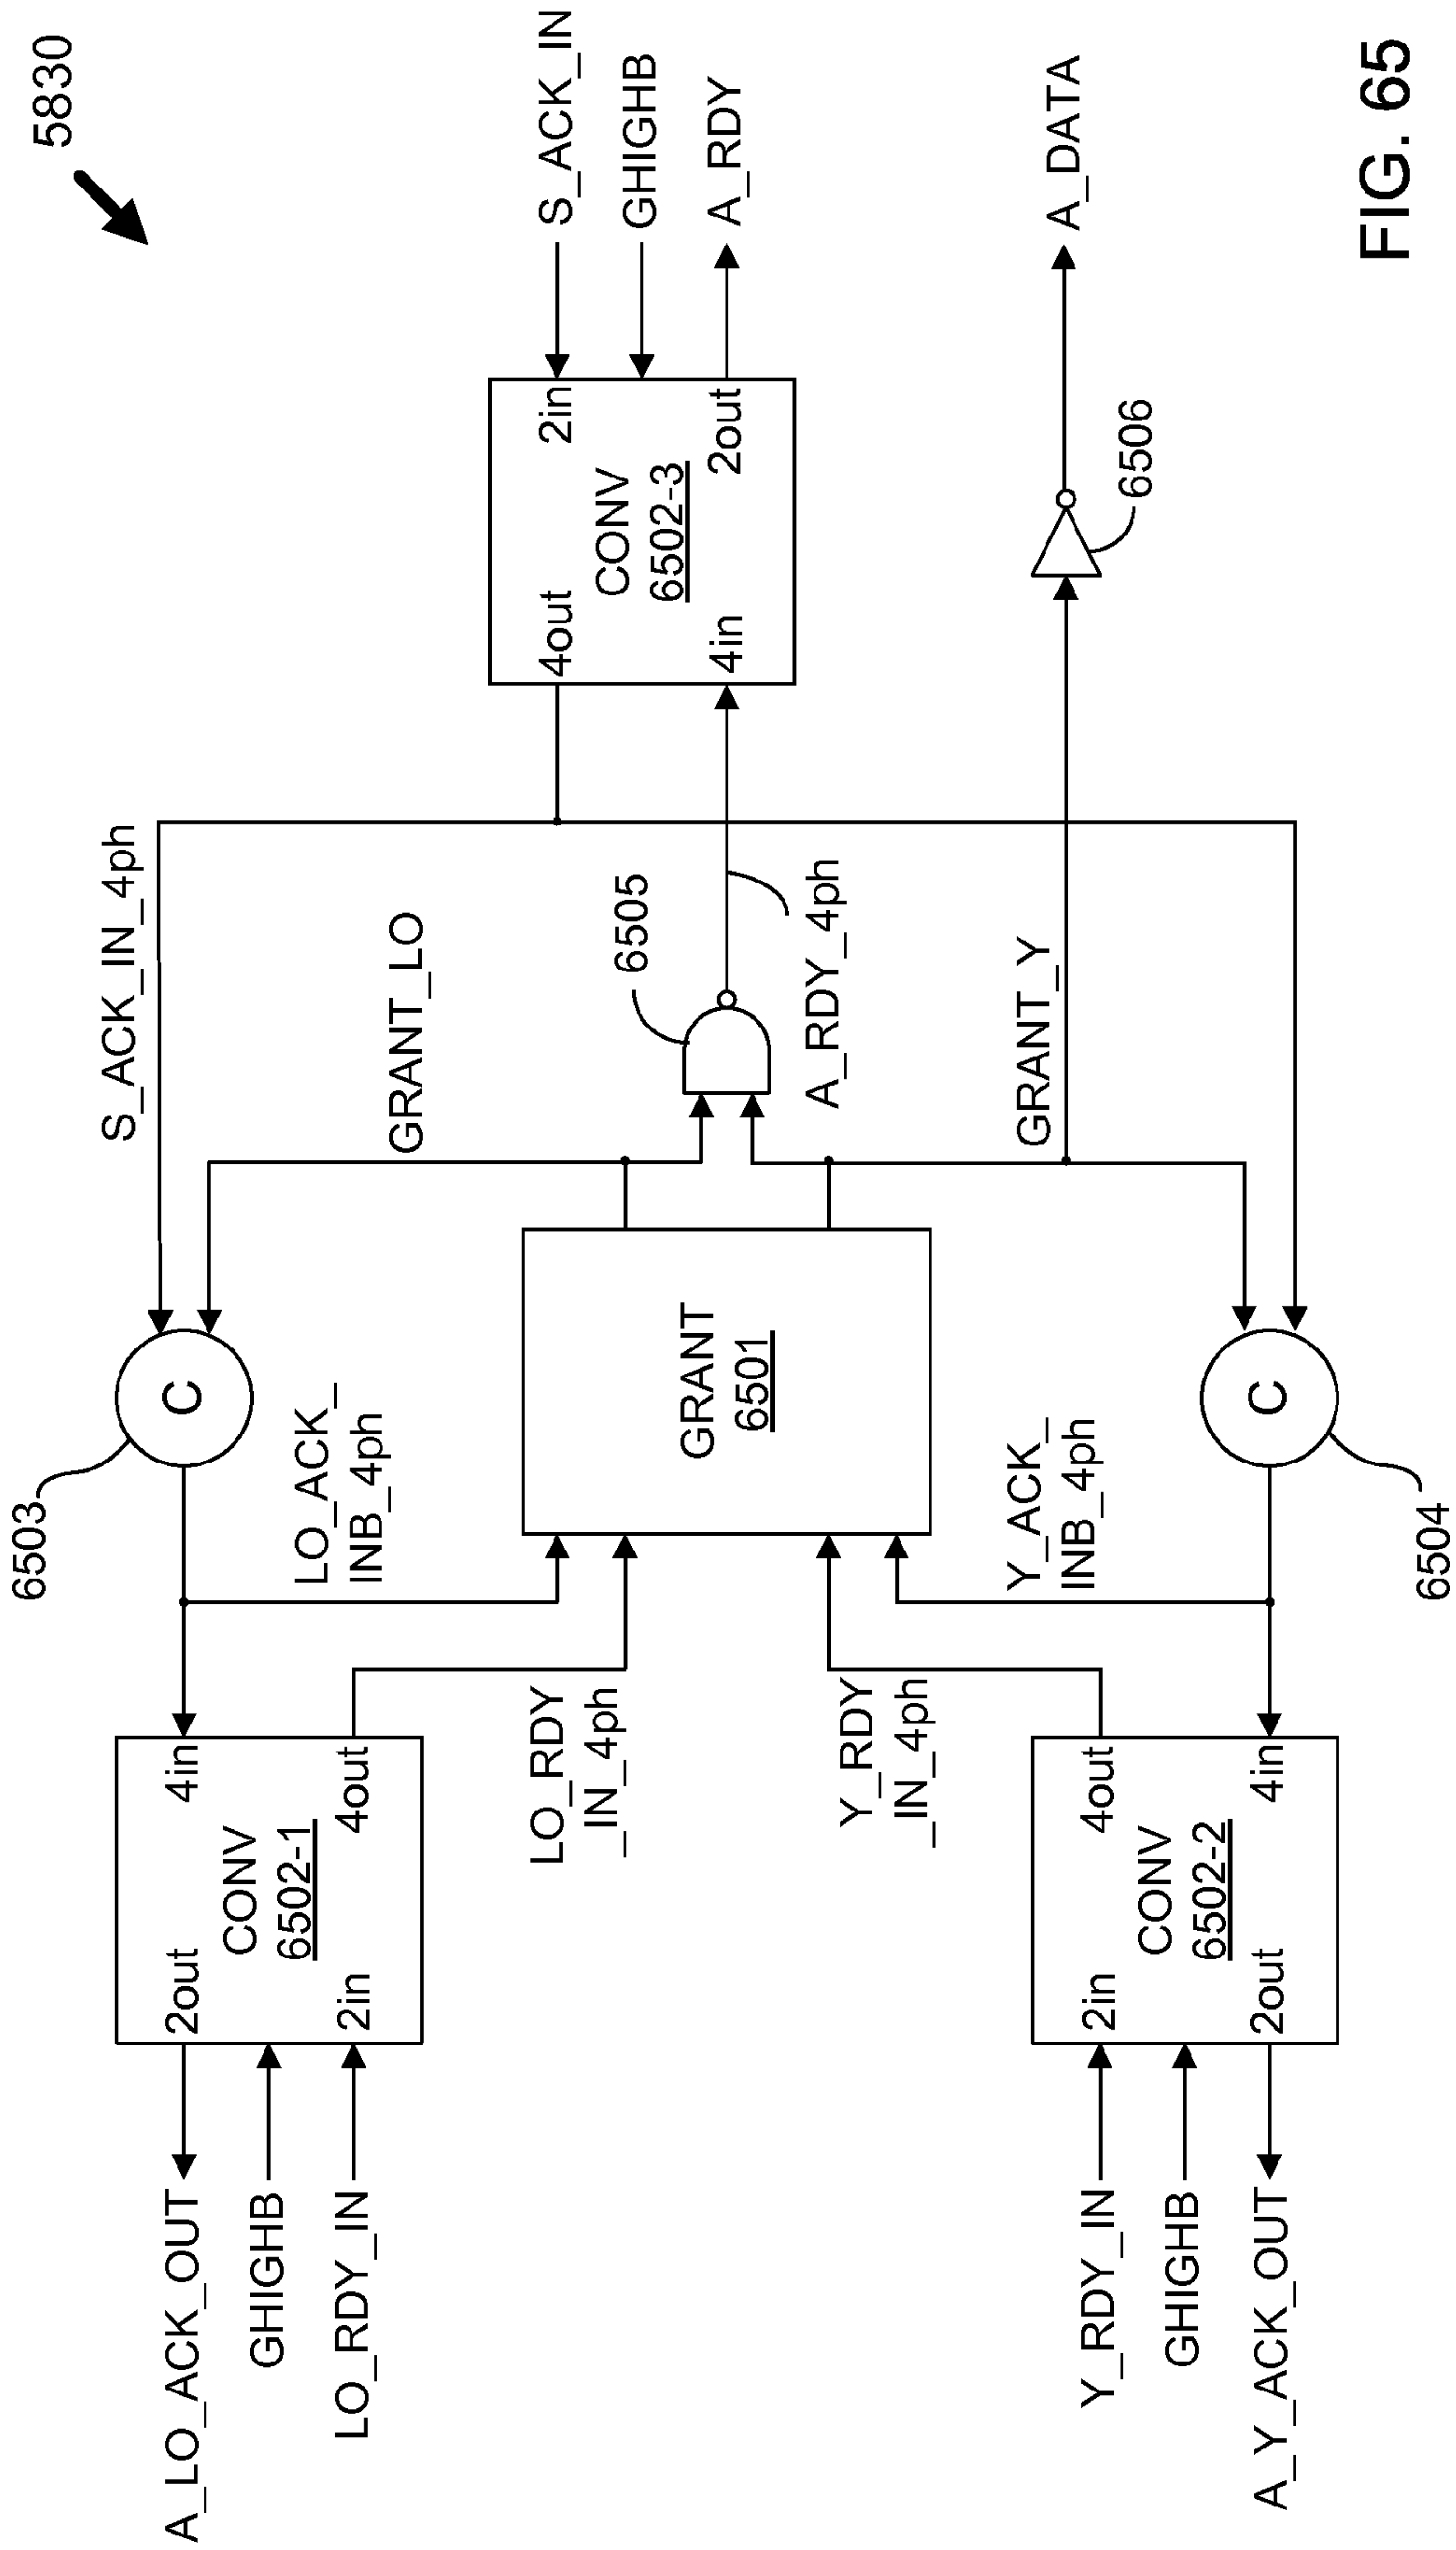 5830
A_LO_ACK_OUT
GHIGHB
LO_RDY_IN
2out
4in
CONV
6502-1
2in
4out
6503
C
S_ACK_IN_4ph
LO_ACK_
INB_4ph
GRANT_LO
LO_RDY
_IN_4ph
GRANT
6501
6505
A_RDY_4ph
4out
2in
CONV
6502-3
4in
2out
S_ACK_IN
GHIGHB
A_RDY
Y_RDY
_IN_4ph
Y_ACK_
INB_4ph
GRANT_Y
6506
A_DATA
Y_RDY_IN
GHIGHB
A_Y_ACK_OUT
2in
4out
CONV
6502-2
2out
4in
C
6504
FIG. 65